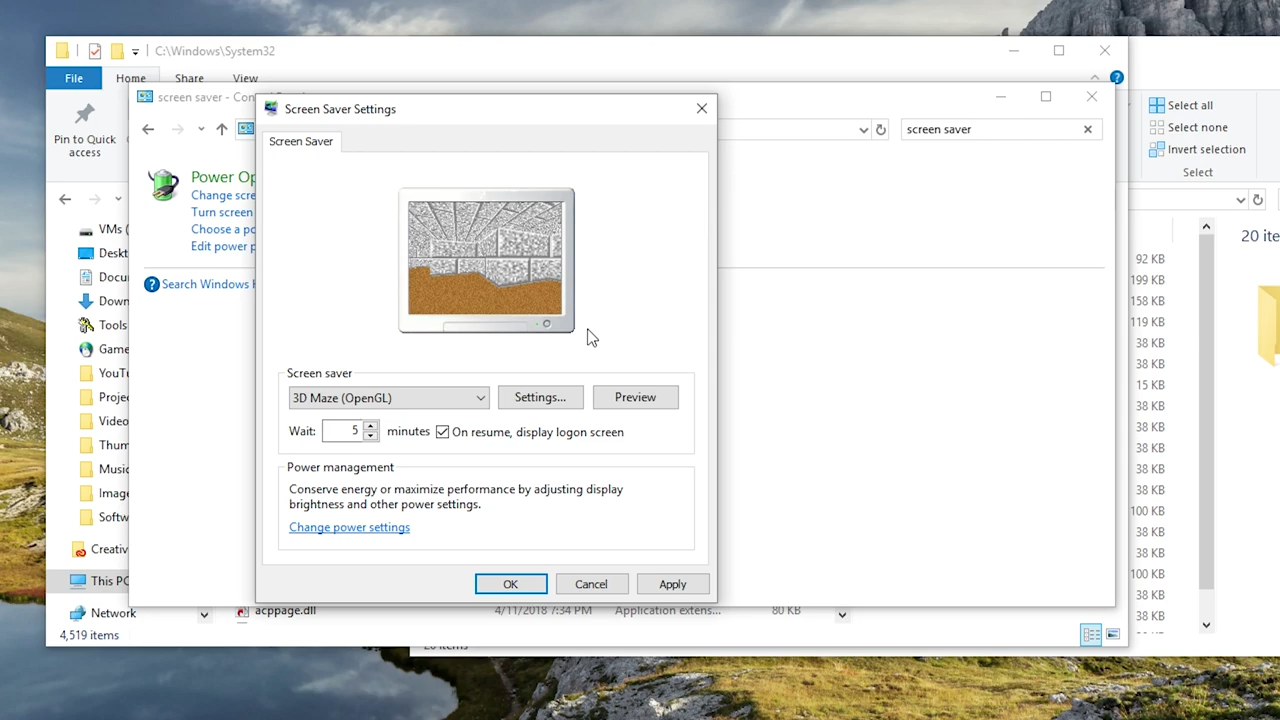 C:\Windows\System32
File
Home
Share
View
Pin to Quick
access
Select all
Select none
Invert selection
Select
screen saver - Con
screen saver
Power Op
Change scre
Turn screen
Choose a po
Edit power p
Search Windows H
Screen Saver Settings
Screen Saver
Screen saver
3D Maze (OpenGL)
Settings...
Preview
Wait:
5
minutes
On resume, display logon screen
Power management
Conserve energy or maximize performance by adjusting display
brightness and other power settings.
Change power settings
OK
Cancel
Apply
VMs (
Deskt
Docu
Down
Tools
Game
YouTu
Projec
Video
Thum
Music
Image
Softw
Creativ
This PC
Network
4,519 items
acppage.dll
4/11/2018 7:34 PM
Application extens...
80 KB
92 KB
199 KB
158 KB
119 KB
38 KB
38 KB
15 KB
38 KB
38 KB
38 KB
38 KB
38 KB
100 KB
38 KB
38 KB
100 KB
38 KB
38 KB
20 ite
20 items